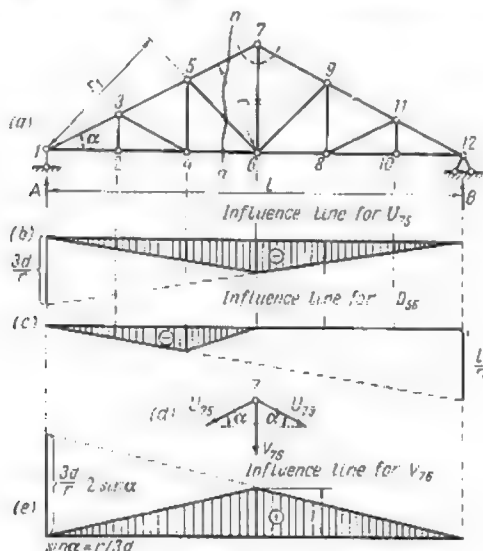 n
7
5
9
3
11
(a)
α
1
2
4
n
6
8
10
12
A
l
B
Influence line for U₇₅
(b)
3d/r
⊖
Influence line for D₅₆
(c)
⊖
7
U₇₅
(d)
α
α
V₇₆
Influence line for V₇₆
3d/r 2 sin α
(e)
⊕
sin α = r/3d